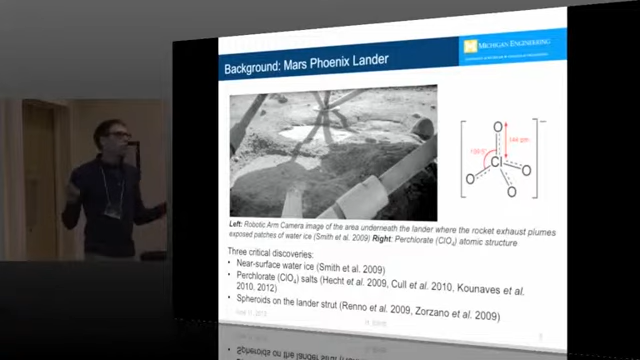 MICHIGAN ENGINEERING
Background: Mars Phoenix Lander
O
144 pm
Cl
O
O
O
Left: Robotic Arm Camera image of the area underneath the lander where the rocket exhaust plumes
exposed patches of water ice (Smith et al. 2009) Right: Perchlorate (ClO4) atomic structure
Three critical discoveries:
• Near-surface water ice (Smith et al. 2009)
• Perchlorate (ClO4) salts (Hecht et al. 2009, Cull et al. 2010, Kounaves et al.
2010, 2012)
• Spheroids on the lander strut (Renno et al. 2009, Zorzano et al. 2009)